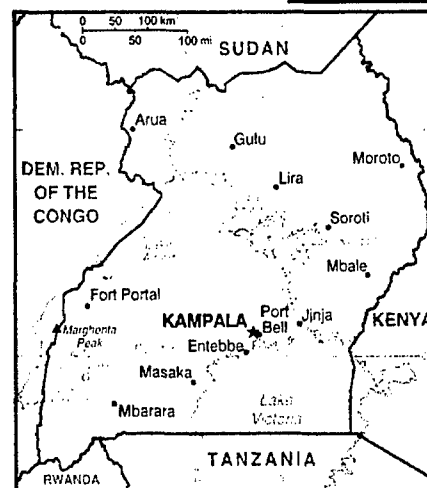 0 50 100 km
0 50 100 mi
SUDAN
Arua
Gulu
Moroto
DEM. REP.
OF THE
CONGO
Lira
Soroti
Mbale
Fort Portal
KAMPALA
Port
Bell
Jinja
KENYA
Margherita
Peak
Entebbe
Masaka
Lake
Victoria
Mbarara
TANZANIA
RWANDA